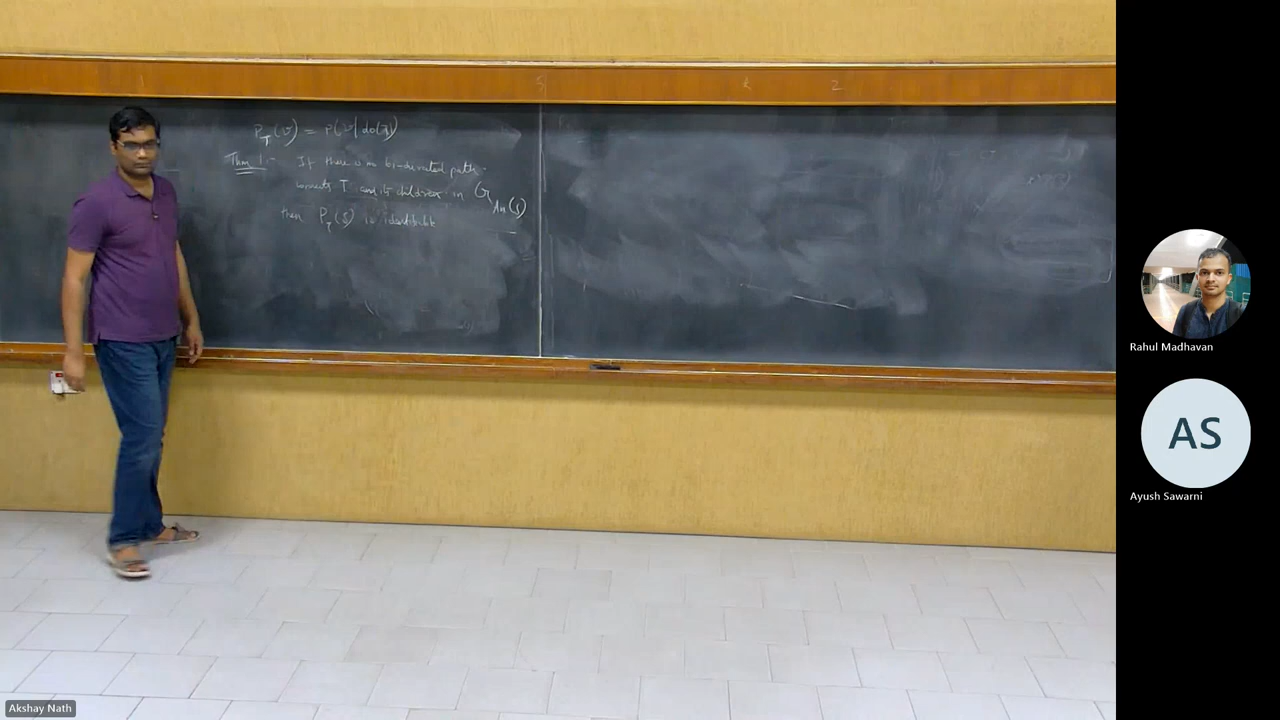 P_T(v) = P(v | do(T))
Thm 1:- If there is no bi-directed path
connects T and its children in G_An(S)
then P_T(S) is identifiable
Rahul Madhavan
AS
Ayush Sawarni
Akshay Nath